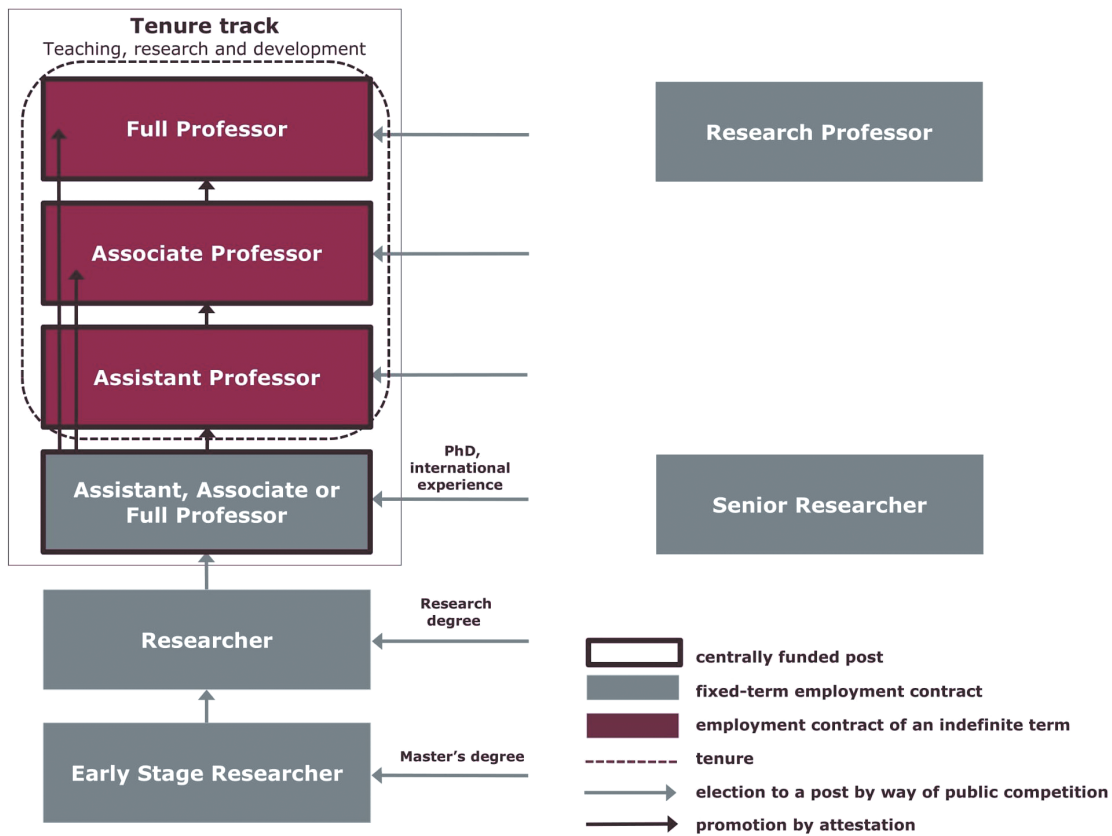 Tenure track
Teaching, research and development
Full Professor
Research Professor
Associate Professor
Assistant Professor
PhD,
international
experience
Assistant, Associate or
Full Professor
Senior Researcher
Research
degree
Researcher
Master’s degree
Early Stage Researcher
centrally funded post
fixed-term employment contract
employment contract of an indefinite term
tenure
election to a post by way of public competition
promotion by attestation